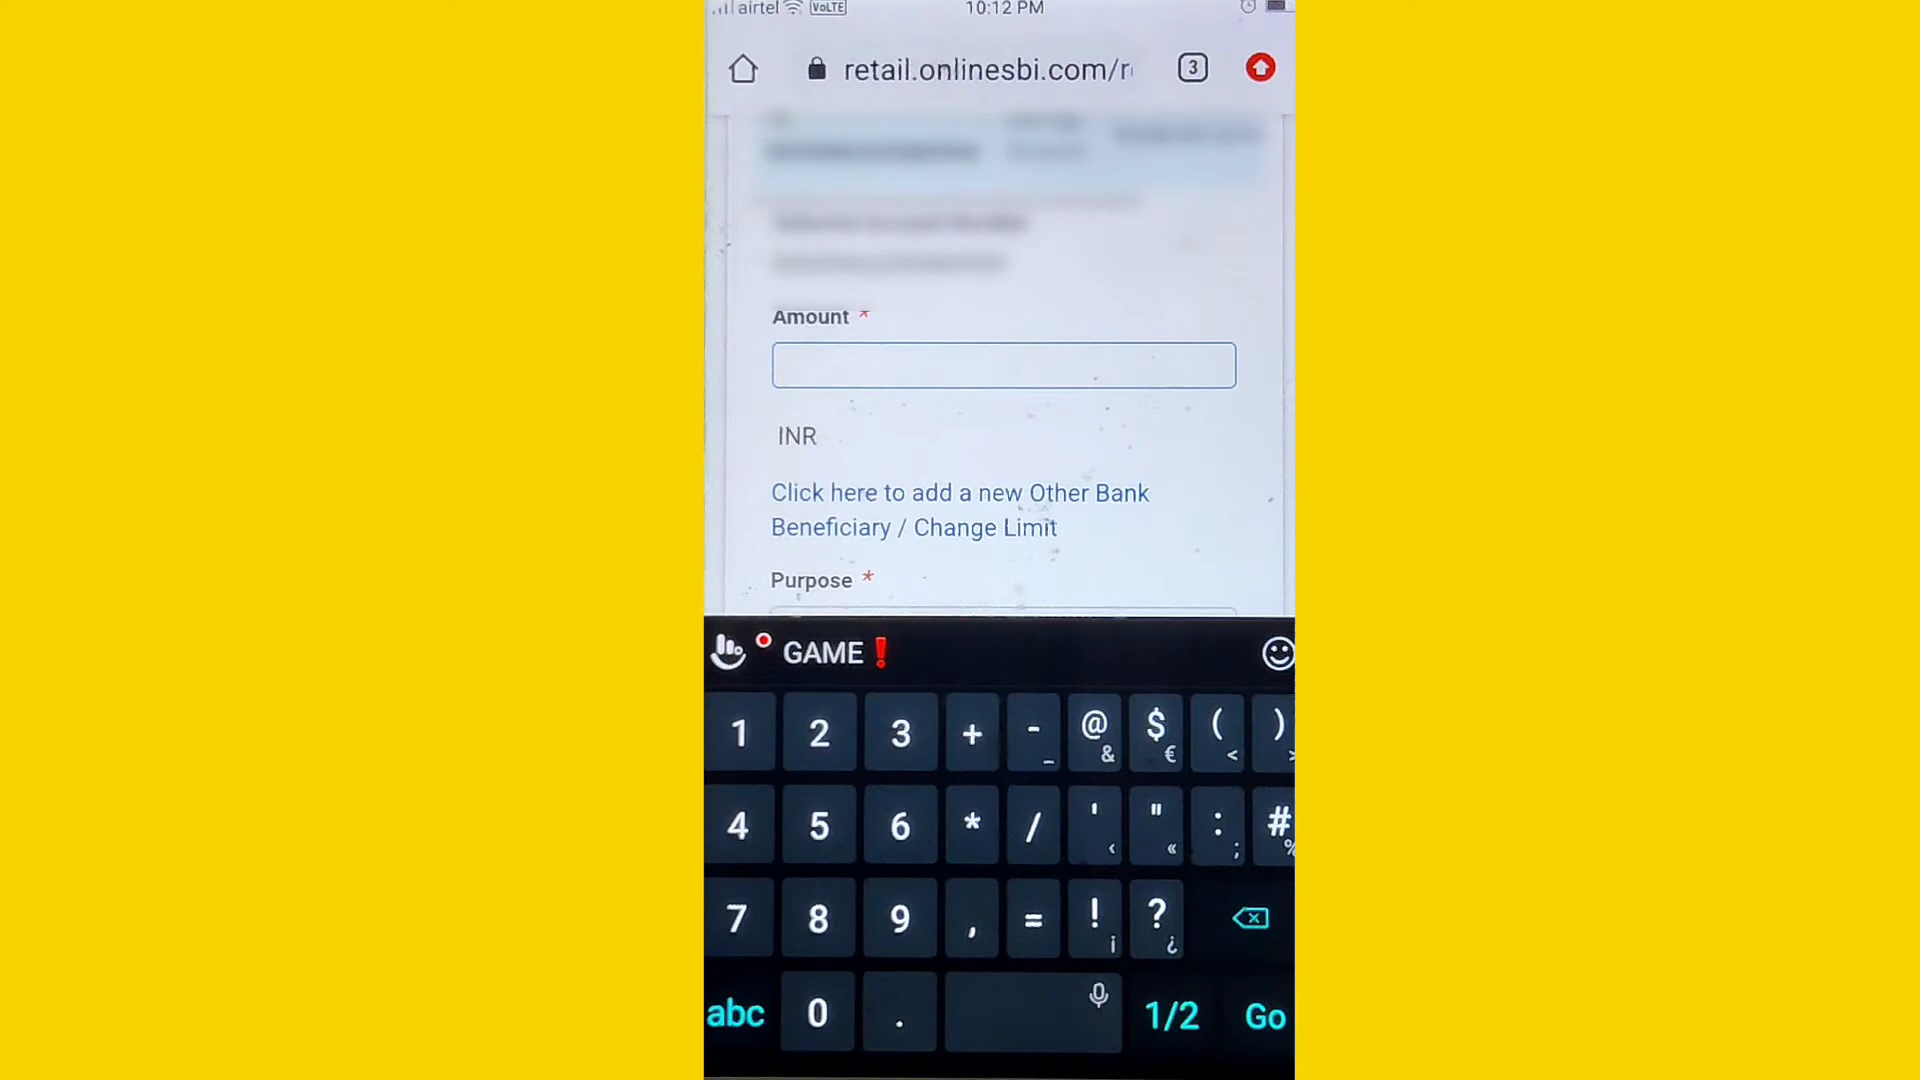 airtel VoLTE 10:12 PM
retail.onlinesbi.com/r
3
Amount *
INR
Click here to add a new Other Bank
Beneficiary / Change Limit
Purpose *
GAME❗
1 2 3 + - _ @ & $ € ( < ) >
4 5 6 * / ' ‹ " « : ; # %
7 8 9 , = ! ¡ ? ¿
abc 0 . 1/2 Go